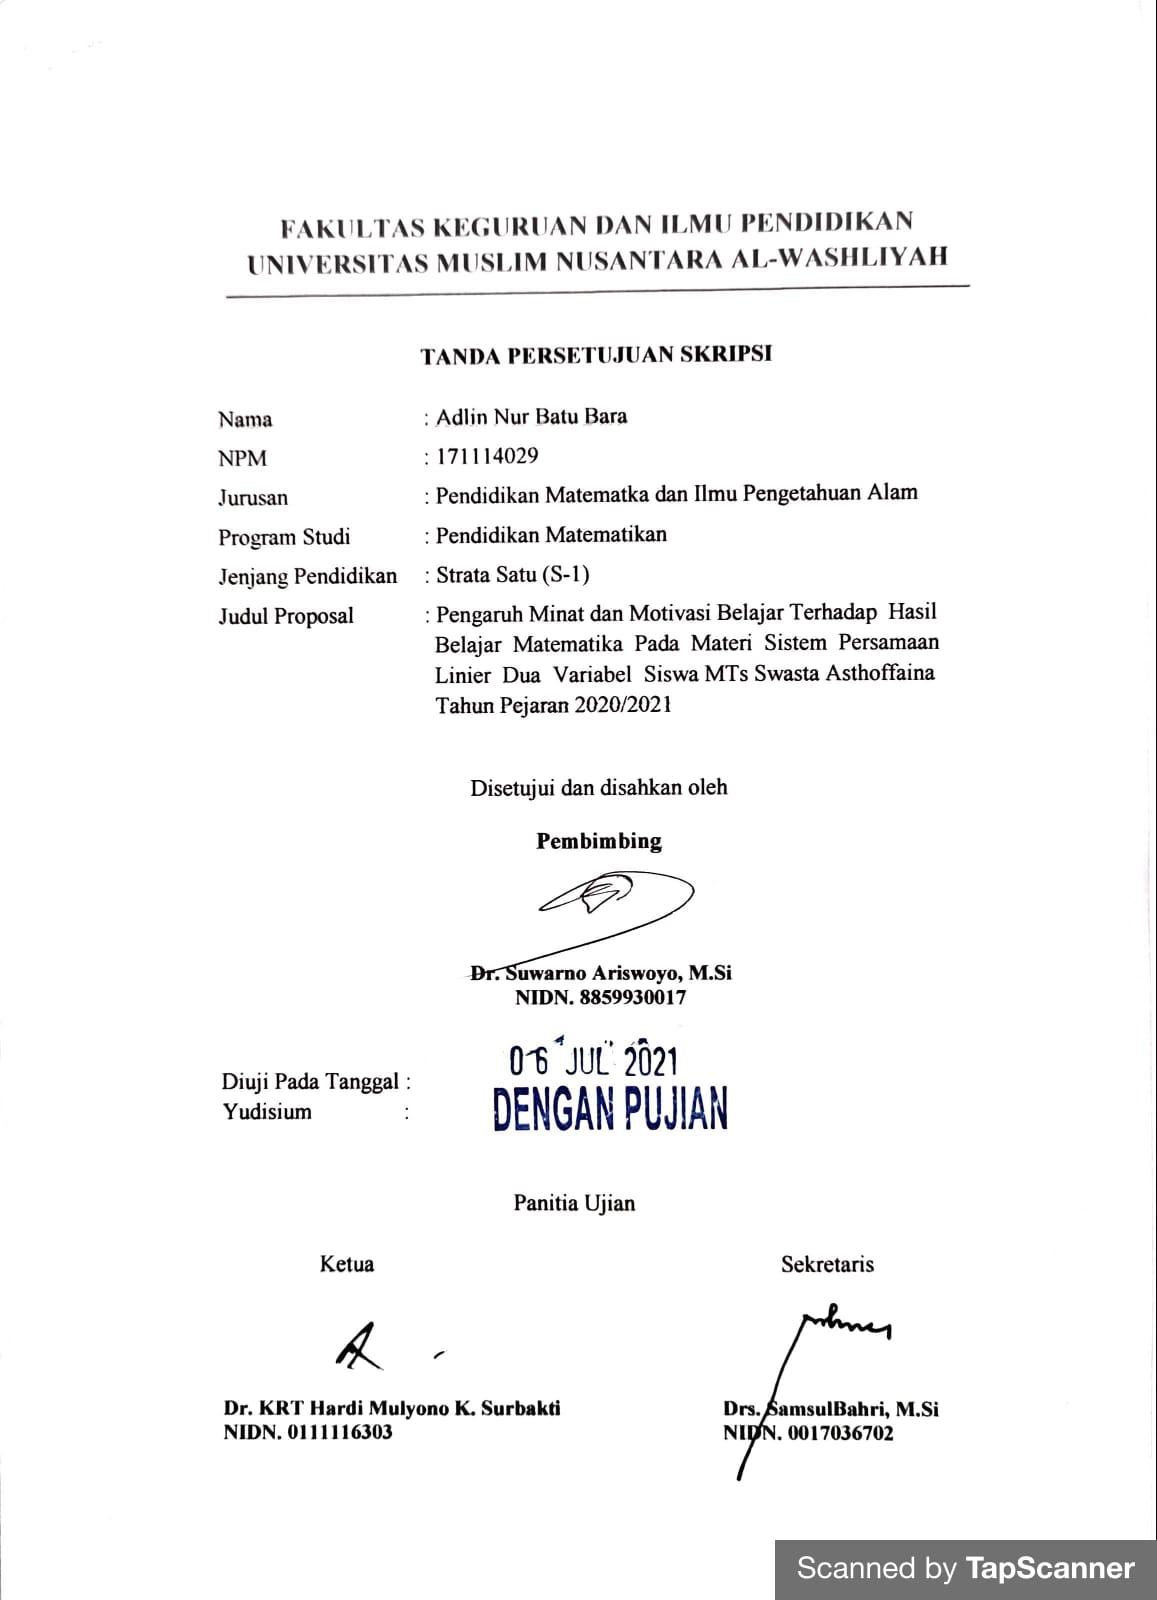 FAKULTAS KEGURUAN DAN ILMU PENDIDIKAN
UNIVERSITAS MUSLIM NUSANTARA AL-WASHLIYAH
TANDA PERSETUJUAN SKRIPSI
Nama : Adlin Nur Batu Bara
NPM : 171114029
Jurusan : Pendidikan Matematka dan Ilmu Pengetahuan Alam
Program Studi : Pendidikan Matematikan
Jenjang Pendidikan : Strata Satu (S-1)
Judul Proposal : Pengaruh Minat dan Motivasi Belajar Terhadap Hasil
Belajar Matematika Pada Materi Sistem Persamaan
Linier Dua Variabel Siswa MTs Swasta Asthoffaina
Tahun Pejaran 2020/2021
Disetujui dan disahkan oleh
Pembimbing
Dr. Suwarno Ariswoyo, M.Si
NIDN. 8859930017
Diuji Pada Tanggal : 06 JUL 2021
Yudisium : DENGAN PUJIAN
Panitia Ujian
Ketua Sekretaris
Dr. KRT Hardi Mulyono K. Surbakti Drs. SamsulBahri, M.Si
NIDN. 0111116303 NIDN. 0017036702
Scanned by TapScanner